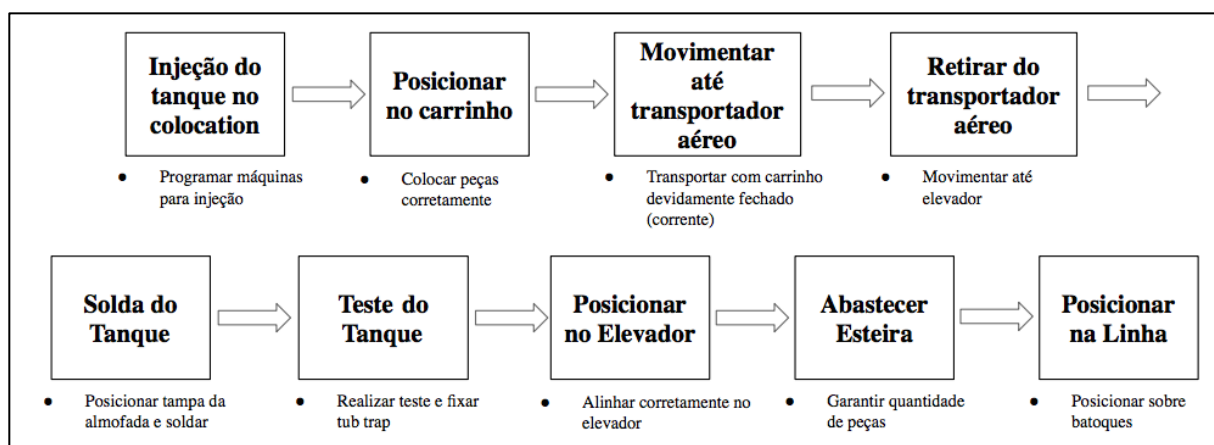 Injeção do
tanque no
colocation
Posicionar
no carrinho
Movimentar
até
transportador
aéreo
Retirar do
transportador
aéreo
● Programar máquinas
para injeção
● Colocar peças
corretamente
● Transportar com carrinho
devidamente fechado
(corrente)
● Movimentar até
elevador
Solda do
Tanque
Teste do
Tanque
Posicionar
no Elevador
Abastecer
Esteira
Posicionar
na Linha
● Posicionar tampa da
almofada e soldar
● Realizar teste e fixar
tub trap
● Alinhar corretamente no
elevador
● Garantir quantidade
de peças
● Posicionar sobre
batoques